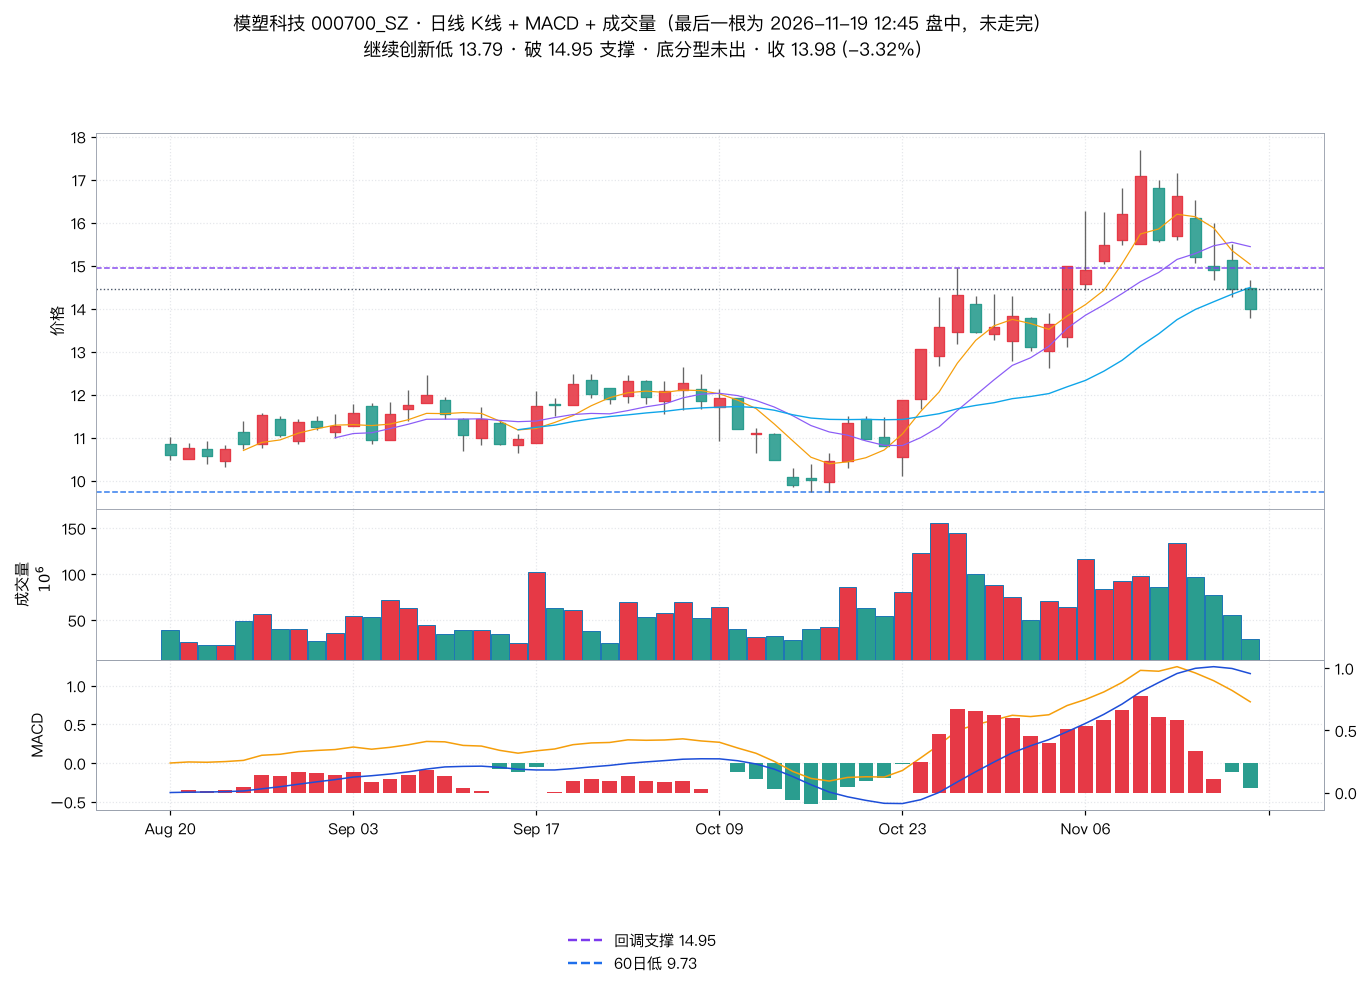 模塑科技 000700_SZ · 日线 K线 + MACD + 成交量（最后一根为 2026−11−19 12:45 盘中，未走完）
继续创新低 13.79 · 破 14.95 支撑 · 底分型未出 · 收 13.98 (−3.32%)
18
17
16
15
14
13
12
11
10
价格
150
100
50
成交量
10⁶
1.0
0.5
0.0
−0.5
MACD
1.0
0.5
0.0
Aug 20
Sep 03
Sep 17
Oct 09
Oct 23
Nov 06
回调支撑 14.95
60日低 9.73